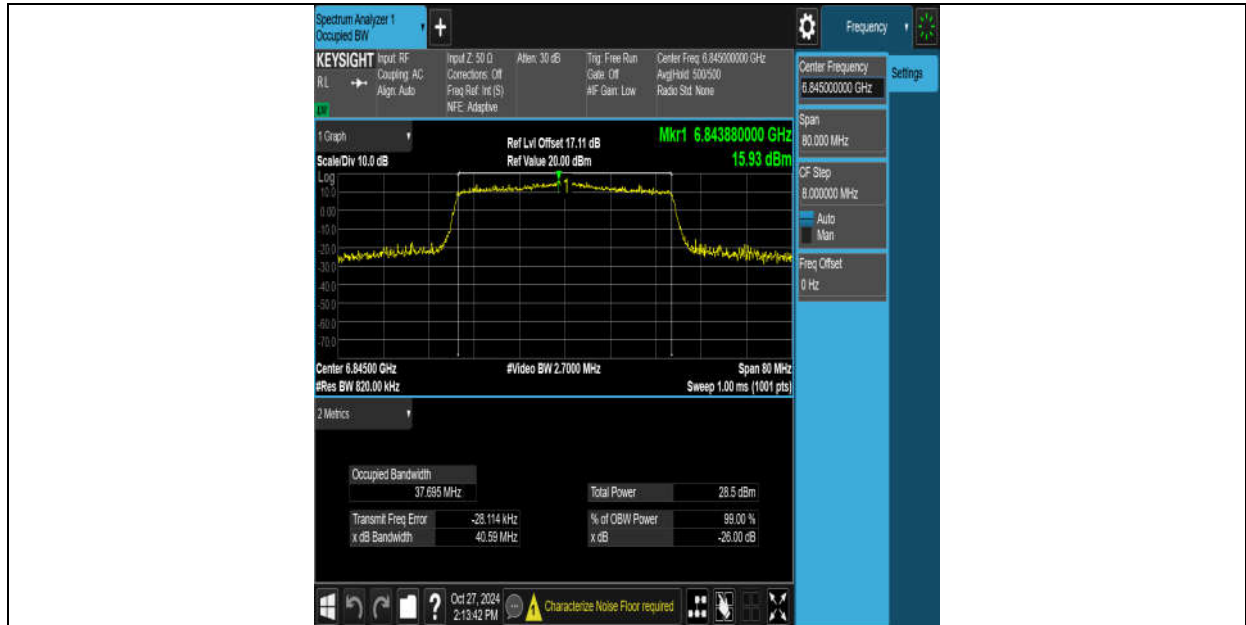 Spectrum Analyzer 1
Occupied BW
+
Frequency
KEYSIGHT
RL
Input: RF
Coupling: AC
Align: Auto
Input Z: 50 Ω
Corrections: Off
Freq Ref: Int (S)
NFE: Adaptive
Atten: 30 dB
Trig: Free Run
Gate: Off
#IF Gain: Low
Center Freq: 6.845000000 GHz
Avg|Hold: 500/500
Radio Std: None
Center Frequency
6.845000000 GHz
Settings
Span
80.000 MHz
CF Step
8.000000 MHz
Auto
Man
Freq Offset
0 Hz
1 Graph
Scale/Div 10.0 dB
Ref Lvl Offset 17.11 dB
Ref Value 20.00 dBm
Mkr1 6.843880000 GHz
15.93 dBm
Log
10.0
0.00
-10.0
-20.0
-30.0
-40.0
-50.0
-60.0
-70.0
1
Center 6.84500 GHz
#Res BW 820.00 kHz
#Video BW 2.7000 MHz
Span 80 MHz
Sweep 1.00 ms (1001 pts)
2 Metrics
Occupied Bandwidth
37.695 MHz
Total Power 28.5 dBm
Transmit Freq Error -28.114 kHz
% of OBW Power 99.00 %
x dB Bandwidth 40.59 MHz
x dB -26.00 dB
?
Oct 27, 2024
2:13:42 PM
Characterize Noise Floor required